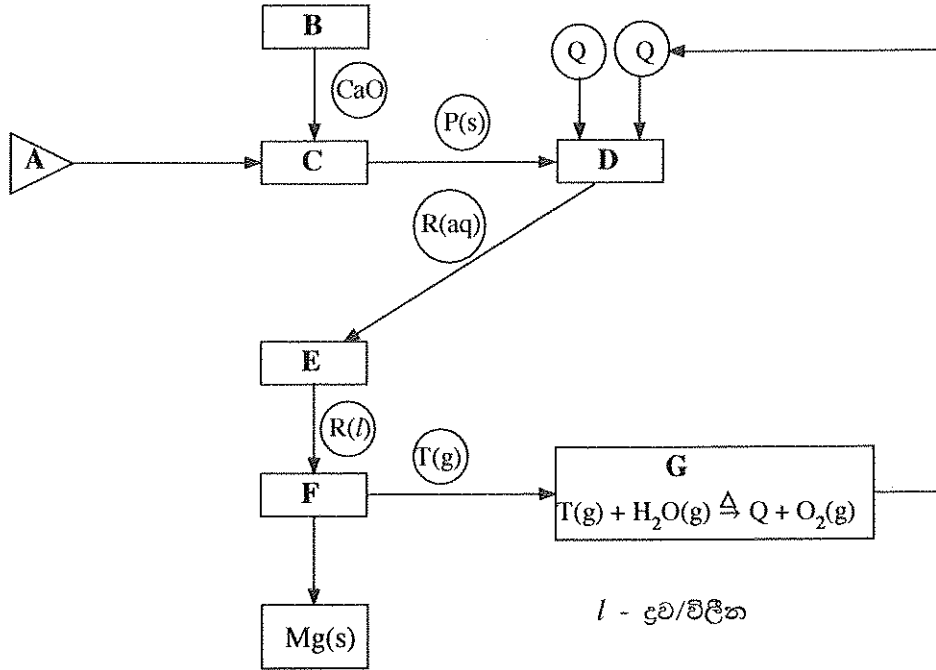 B
Q Q
CaO
P(s)
A
C
D
R(aq)
E
R(l)
T(g)
F
G
T(g) + H₂O(g) ≜ Q + O₂(g)
Mg(s)
l - ද්‍රව/විලීන